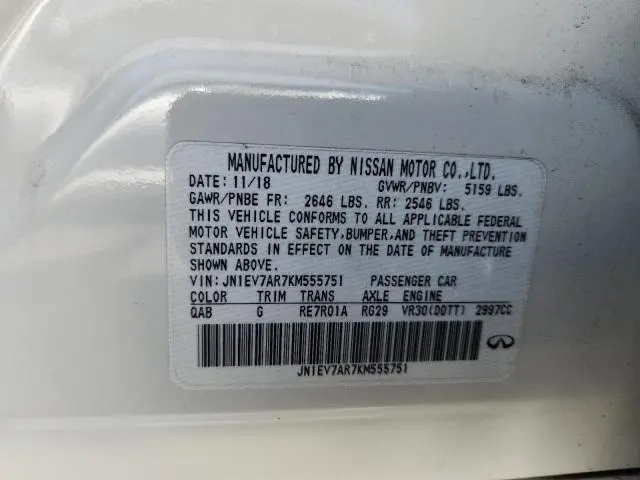 MANUFACTURED BY NISSAN MOTOR CO.,LTD.
DATE: 11/18 GVWR/PNBV: 5159 LBS.
GAWR/PNBE FR: 2646 LBS. RR: 2546 LBS.
THIS VEHICLE CONFORMS TO ALL APPLICABLE FEDERAL
MOTOR VEHICLE SAFETY,BUMPER,AND THEFT PREVENTION
STANDARDS IN EFFECT ON THE DATE OF MANUFACTURE
SHOWN ABOVE.
VIN:JN1EV7AR7KM555751 PASSENGER CAR
COLOR TRIM TRANS AXLE ENGINE
QAB G RE7R01A RG29 VR30(DDTT) 2997CC
JN1EV7AR7KM555751